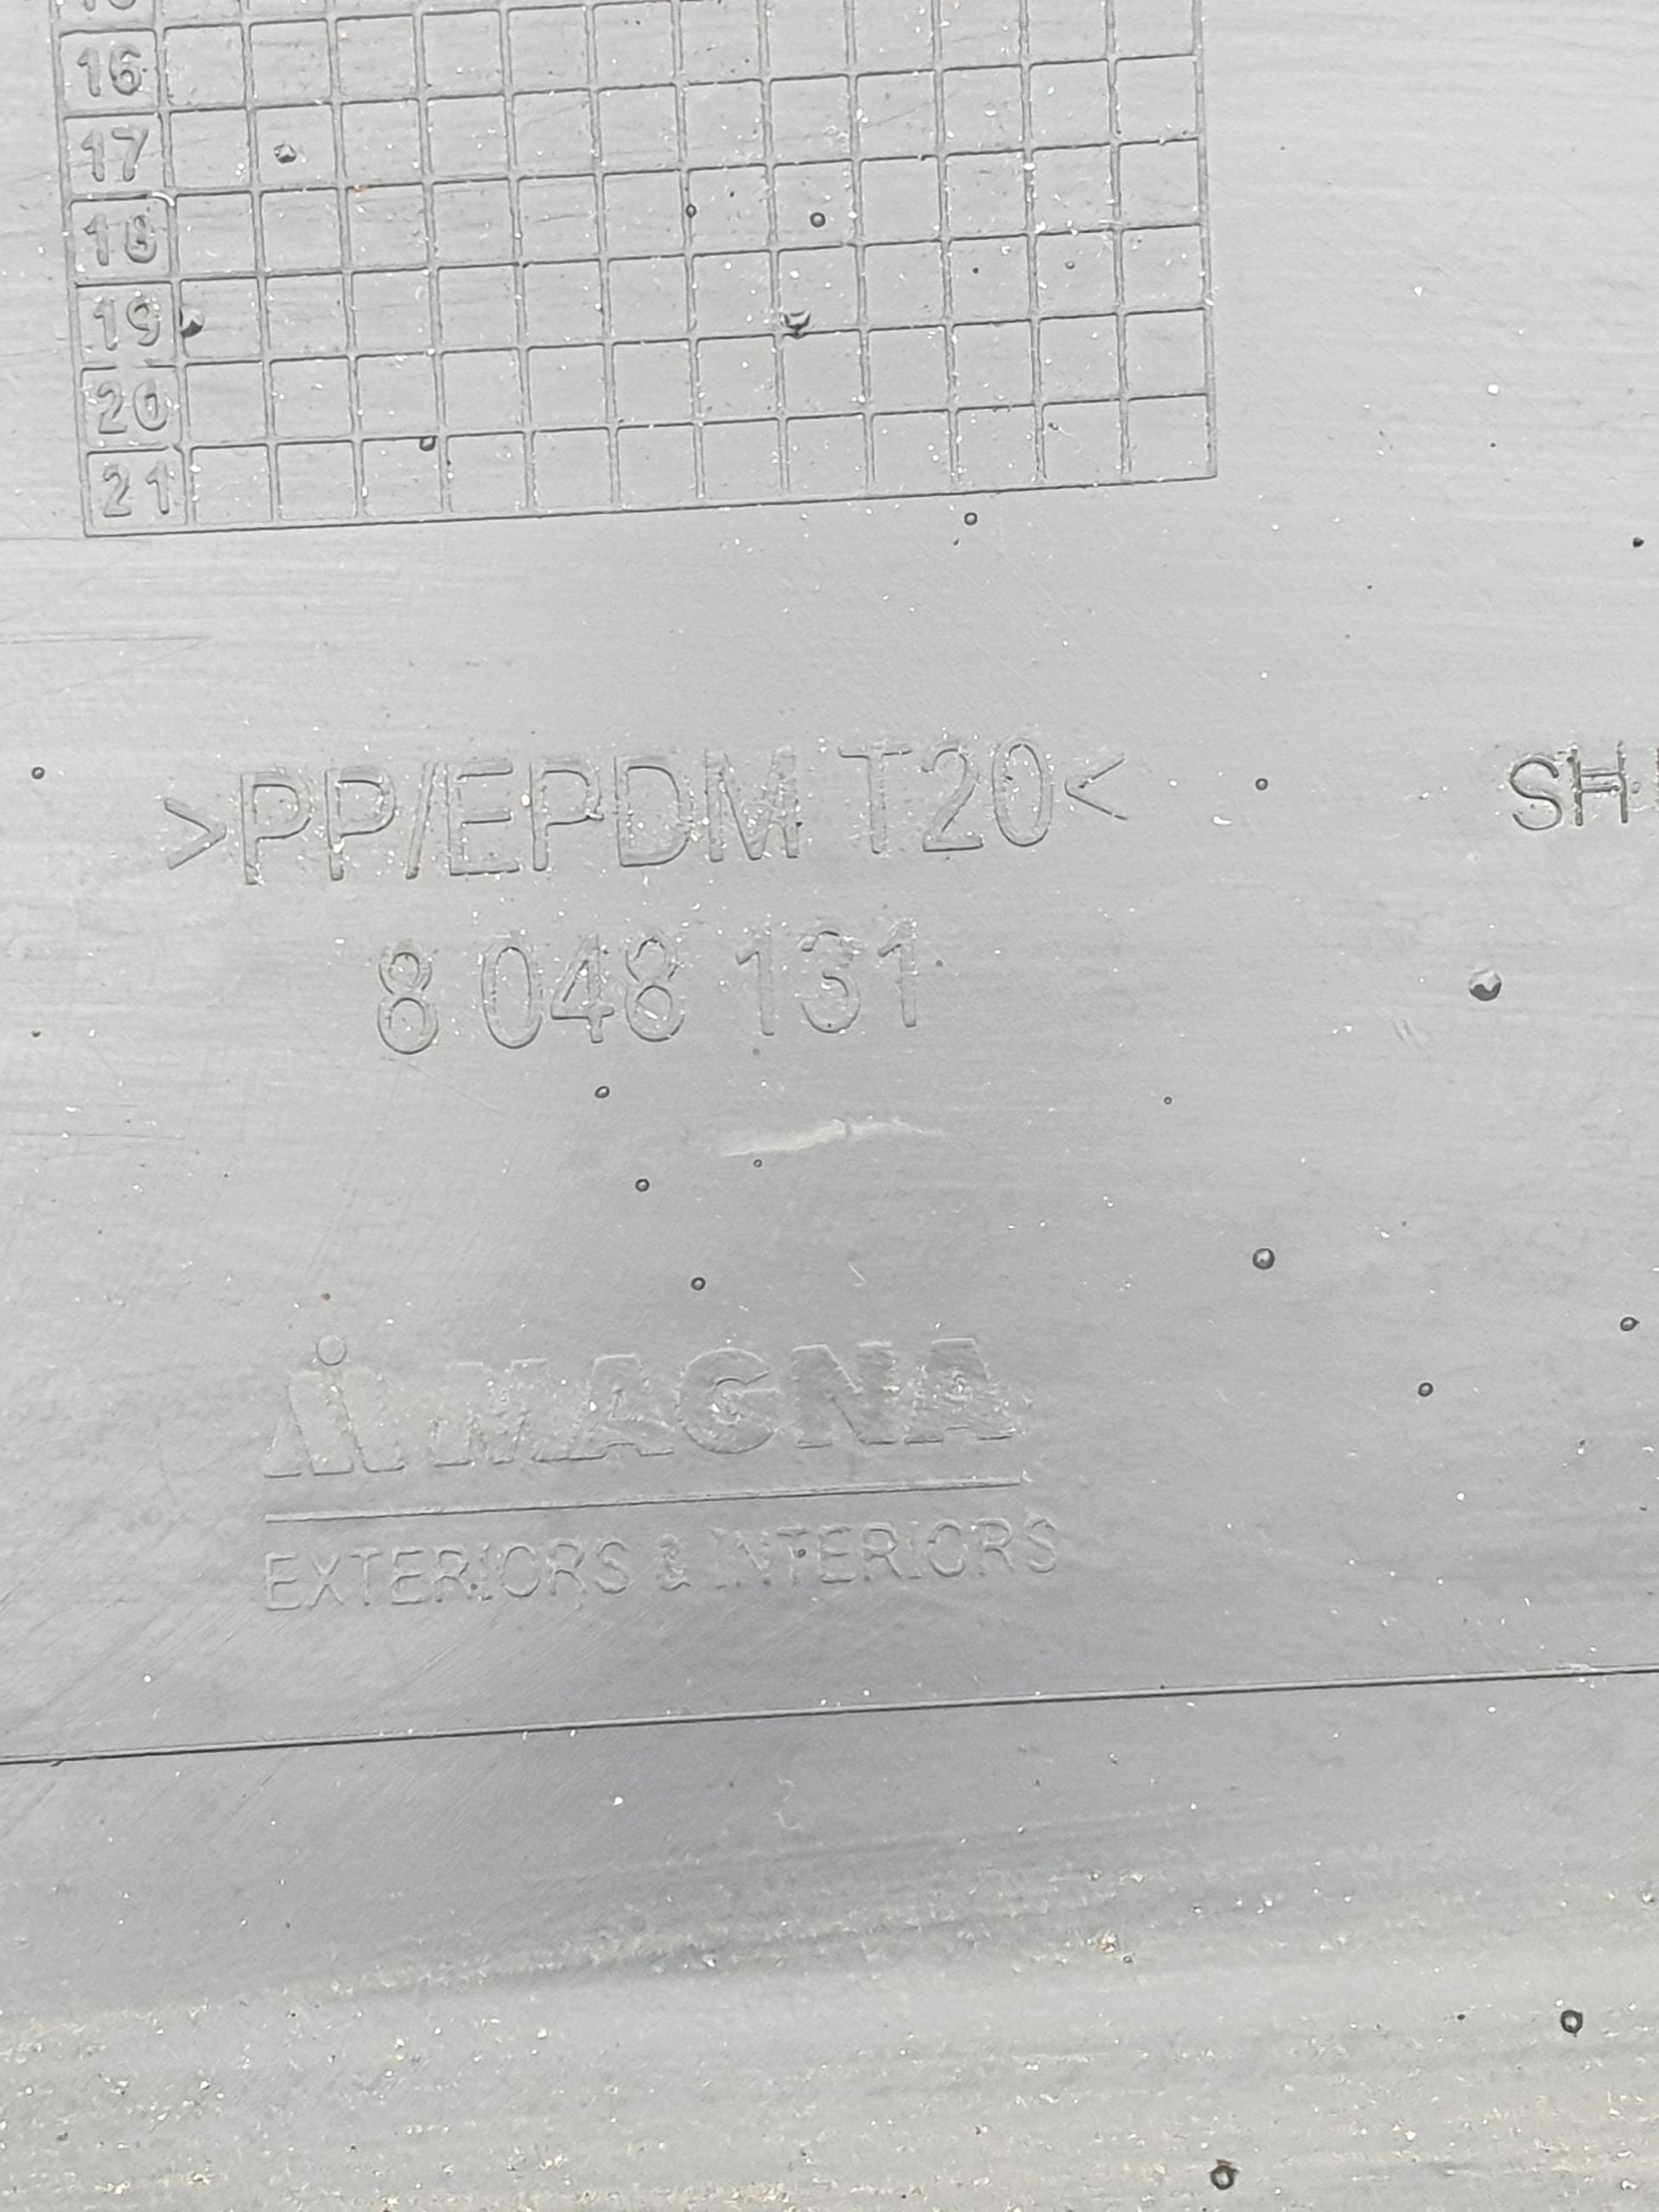 16
17
18
19
20
21
>PP/EPDM T20<
SH
8 048 131
MAGNA
EXTERIORS & INTERIORS